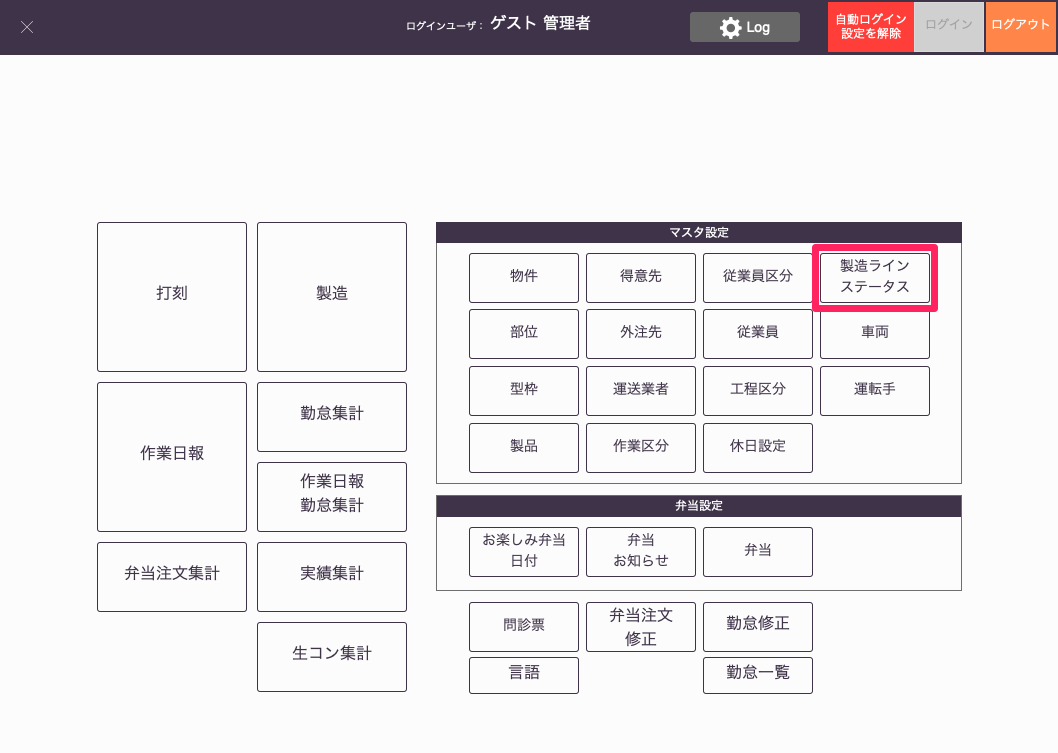 ログインユーザ： ゲスト 管理者
Log
自動ログイン
設定を解除
ログイン
ログアウト
打刻
製造
作業日報
勤怠集計
作業日報
勤怠集計
弁当注文集計
実績集計
生コン集計
マスタ設定
物件
得意先
従業員区分
製造ライン
ステータス
部位
外注先
従業員
車両
型枠
運送業者
工程区分
運転手
製品
作業区分
休日設定
弁当設定
お楽しみ弁当
日付
弁当
お知らせ
弁当
問診票
弁当注文
修正
勤怠修正
言語
勤怠一覧